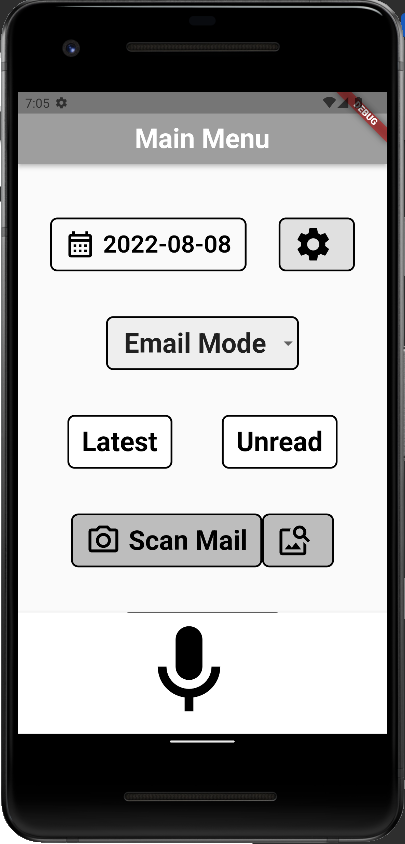 7:05
DEBUG
Main Menu
2022-08-08
Email Mode
Latest Unread
Scan Mail